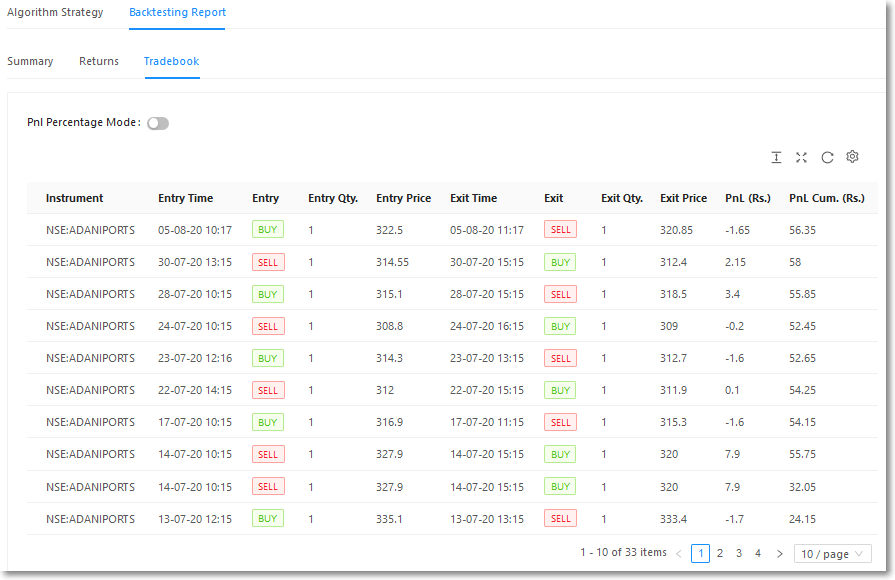 Algorithm Strategy Backtesting Report
Summary Returns Tradebook
Pnl Percentage Mode:
Instrument Entry Time Entry Entry Qty. Entry Price Exit Time Exit Exit Qty. Exit Price PnL (Rs.) PnL Cum. (Rs.)
NSE:ADANIPORTS 05-08-20 10:17 BUY 1 322.5 05-08-20 11:17 SELL 1 320.85 -1.65 56.35
NSE:ADANIPORTS 30-07-20 13:15 SELL 1 314.55 30-07-20 15:15 BUY 1 312.4 2.15 58
NSE:ADANIPORTS 28-07-20 10:15 BUY 1 315.1 28-07-20 15:15 SELL 1 318.5 3.4 55.85
NSE:ADANIPORTS 24-07-20 10:15 SELL 1 308.8 24-07-20 16:15 BUY 1 309 -0.2 52.45
NSE:ADANIPORTS 23-07-20 12:16 BUY 1 314.3 23-07-20 13:15 SELL 1 312.7 -1.6 52.65
NSE:ADANIPORTS 22-07-20 14:15 SELL 1 312 22-07-20 15:15 BUY 1 311.9 0.1 54.25
NSE:ADANIPORTS 17-07-20 10:15 BUY 1 316.9 17-07-20 11:15 SELL 1 315.3 -1.6 54.15
NSE:ADANIPORTS 14-07-20 10:15 SELL 1 327.9 14-07-20 15:15 BUY 1 320 7.9 55.75
NSE:ADANIPORTS 14-07-20 10:15 SELL 1 327.9 14-07-20 15:15 BUY 1 320 7.9 32.05
NSE:ADANIPORTS 13-07-20 12:15 BUY 1 335.1 13-07-20 13:15 SELL 1 333.4 -1.7 24.15
1 - 10 of 33 items < 1 2 3 4 > 10 / page